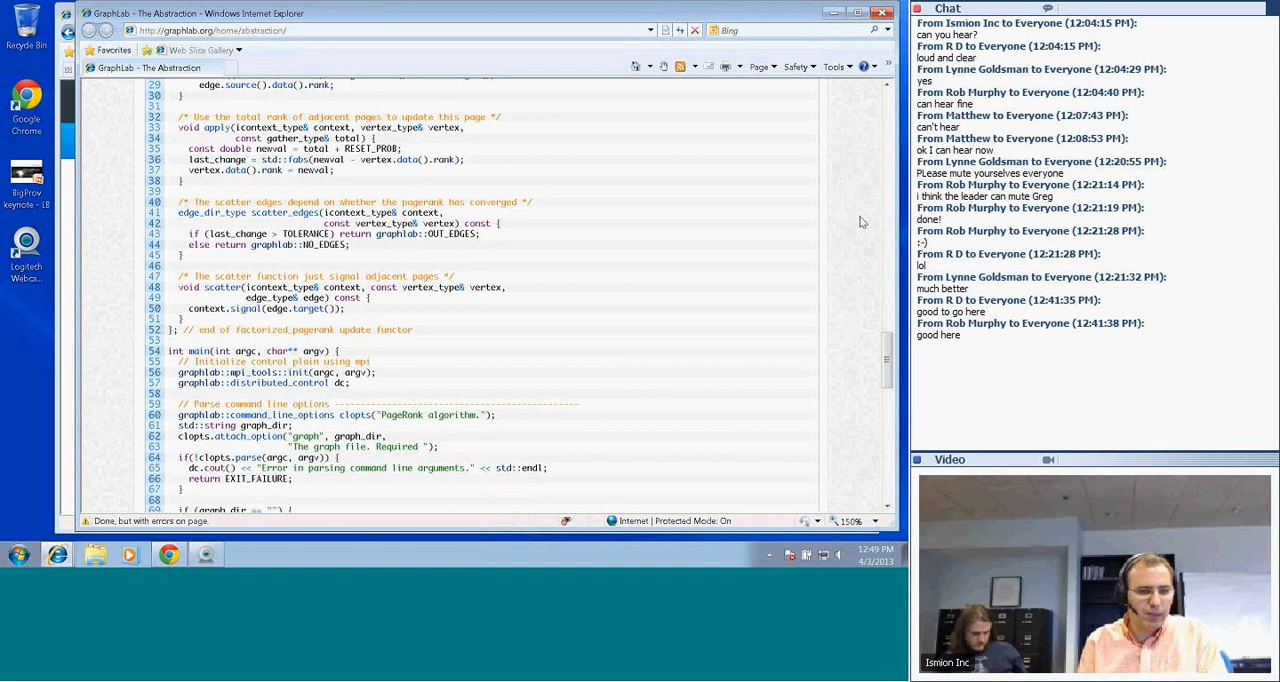 Recycle Bin
Google Chrome
BigProv keynote - LB
Logitech Webca...
GraphLab - The Abstraction - Windows Internet Explorer
http://graphlab.org/home/abstraction/
Bing
Favorites
Web Slice Gallery
GraphLab - The Abstraction
Page
Safety
Tools
29 edge.source().data().rank;
30 }
31
32 /* Use the total rank of adjacent pages to update this page */
33 void apply(icontext_type& context, vertex_type& vertex,
34 const gather_type& total) {
35 const double newval = total + RESET_PROB;
36 last_change = std::fabs(newval - vertex.data().rank);
37 vertex.data().rank = newval;
38 }
39
40 /* The scatter edges depend on whether the pagerank has converged */
41 edge_dir_type scatter_edges(icontext_type& context,
42 const vertex_type& vertex) const {
43 if (last_change > TOLERANCE) return graphlab::OUT_EDGES;
44 else return graphlab::NO_EDGES;
45 }
46
47 /* The scatter function just signal adjacent pages */
48 void scatter(icontext_type& context, const vertex_type& vertex,
49 edge_type& edge) const {
50 context.signal(edge.target());
51 }
52 }; // end of factorized_pagerank update functor
53
54 int main(int argc, char** argv) {
55 // Initialize control plain using mpi
56 graphlab::mpi_tools::init(argc, argv);
57 graphlab::distributed_control dc;
58
59 // Parse command line options -----------------------------------------------
60 graphlab::command_line_options clopts("PageRank algorithm.");
61 std::string graph_dir;
62 clopts.attach_option("graph", graph_dir,
63 "The graph file. Required ");
64 if(!clopts.parse(argc, argv)) {
65 dc.cout() << "Error in parsing command line arguments." << std::endl;
66 return EXIT_FAILURE;
67 }
68
69 if (graph_dir == "") {
Done, but with errors on page.
Internet | Protected Mode: On
150%
12:49 PM
4/3/2013
Chat
From Ismion Inc to Everyone (12:04:15 PM):
can you hear?
From R D to Everyone (12:04:15 PM):
loud and clear
From Lynne Goldsman to Everyone (12:04:29 PM):
yes
From Rob Murphy to Everyone (12:04:40 PM):
can hear fine
From Matthew to Everyone (12:07:43 PM):
can't hear
From Matthew to Everyone (12:08:53 PM):
ok I can hear now
From Lynne Goldsman to Everyone (12:20:55 PM):
PLease mute yourselves everyone
From Rob Murphy to Everyone (12:21:14 PM):
i think the leader can mute Greg
From Rob Murphy to Everyone (12:21:19 PM):
done!
From Rob Murphy to Everyone (12:21:28 PM):
:-)
From R D to Everyone (12:21:28 PM):
lol
From Lynne Goldsman to Everyone (12:21:32 PM):
much better
From R D to Everyone (12:41:35 PM):
good to go here
From Rob Murphy to Everyone (12:41:38 PM):
good here
Video
Ismion Inc